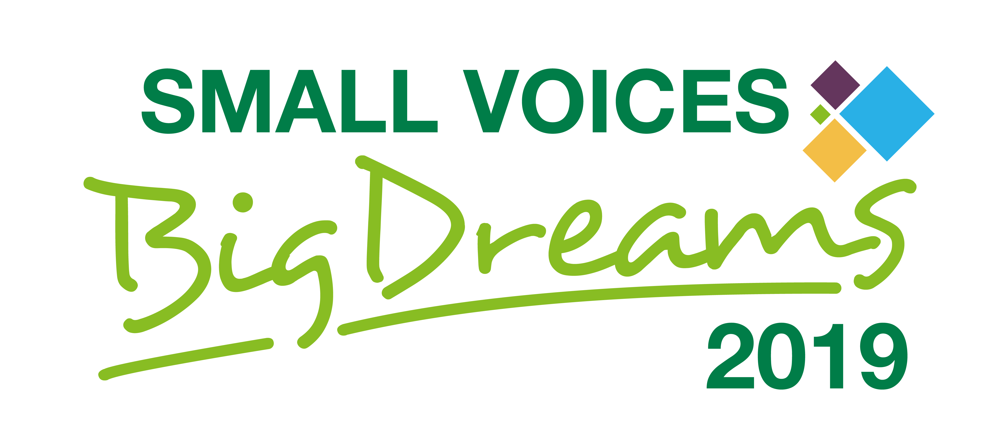 SMALL VOICES
Big Dreams
2019